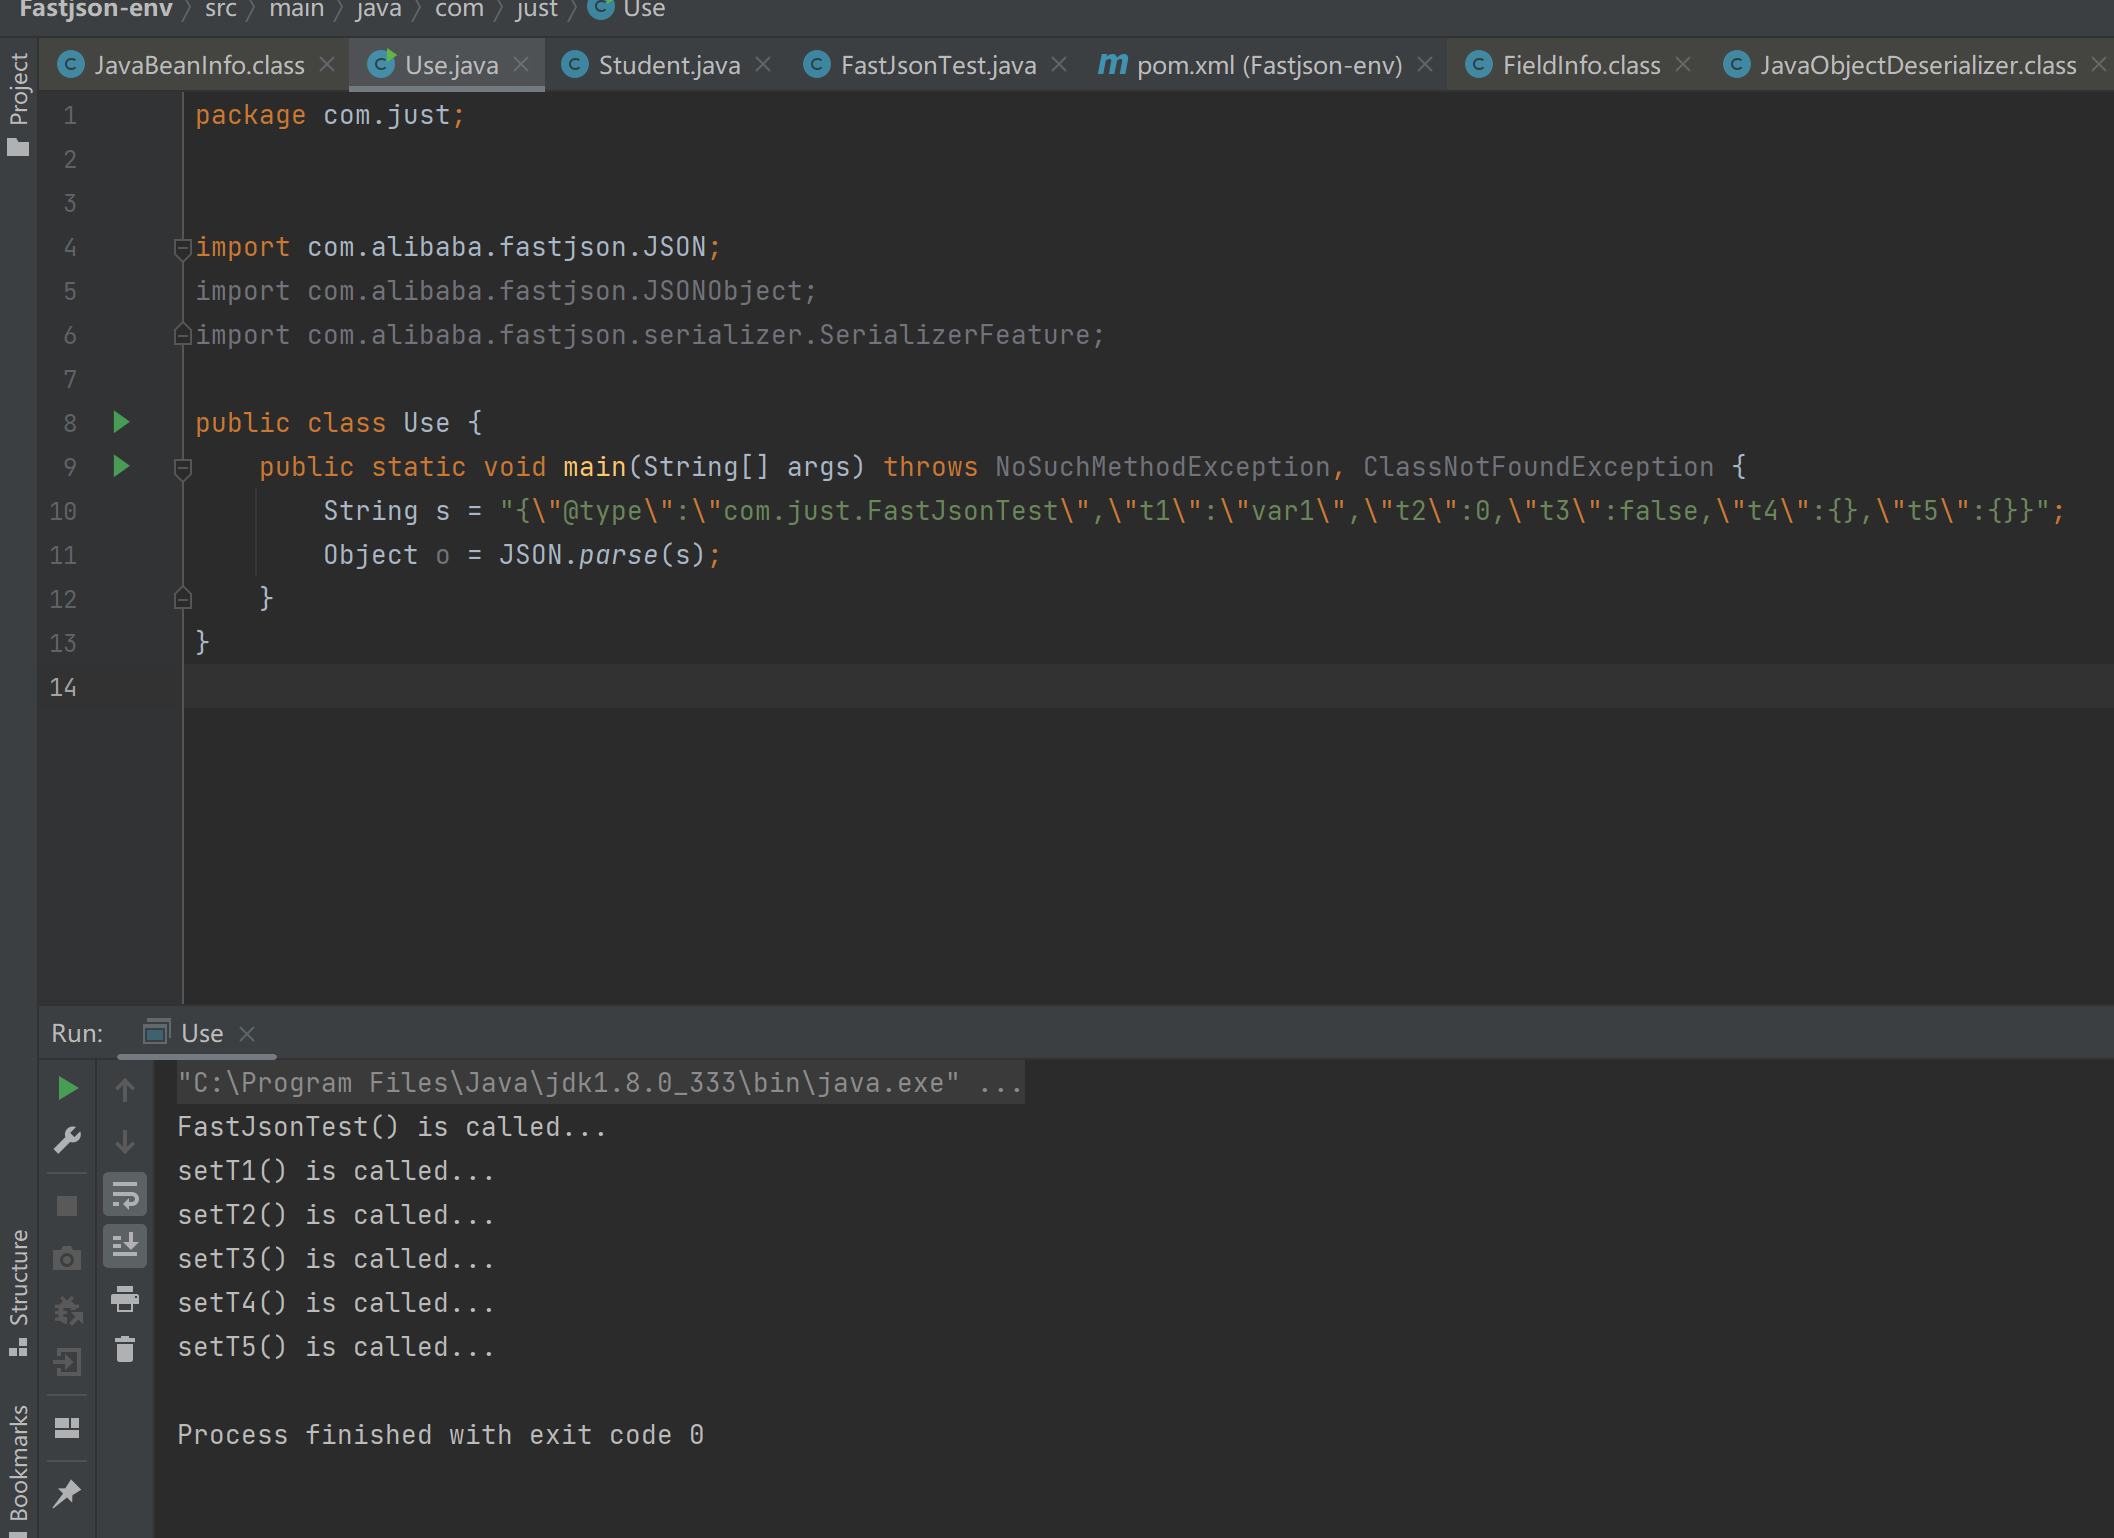 Fastjson-env src main java com just Use
Project
JavaBeanInfo.class Use.java Student.java FastJsonTest.java pom.xml (Fastjson-env) FieldInfo.class JavaObjectDeserializer.class
1 package com.just;
2
3
4 import com.alibaba.fastjson.JSON;
5 import com.alibaba.fastjson.JSONObject;
6 import com.alibaba.fastjson.serializer.SerializerFeature;
7
8 public class Use {
9 public static void main(String[] args) throws NoSuchMethodException, ClassNotFoundException {
10 String s = "{\"@type\":\"com.just.FastJsonTest\",\"t1\":\"var1\",\"t2\":0,\"t3\":false,\"t4\":{},\"t5\":{}}";
11 Object o = JSON.parse(s);
12 }
13 }
14
Run: Use
"C:\Program Files\Java\jdk1.8.0_333\bin\java.exe" ...
FastJsonTest() is called...
setT1() is called...
setT2() is called...
setT3() is called...
setT4() is called...
setT5() is called...
Process finished with exit code 0
Structure
Bookmarks